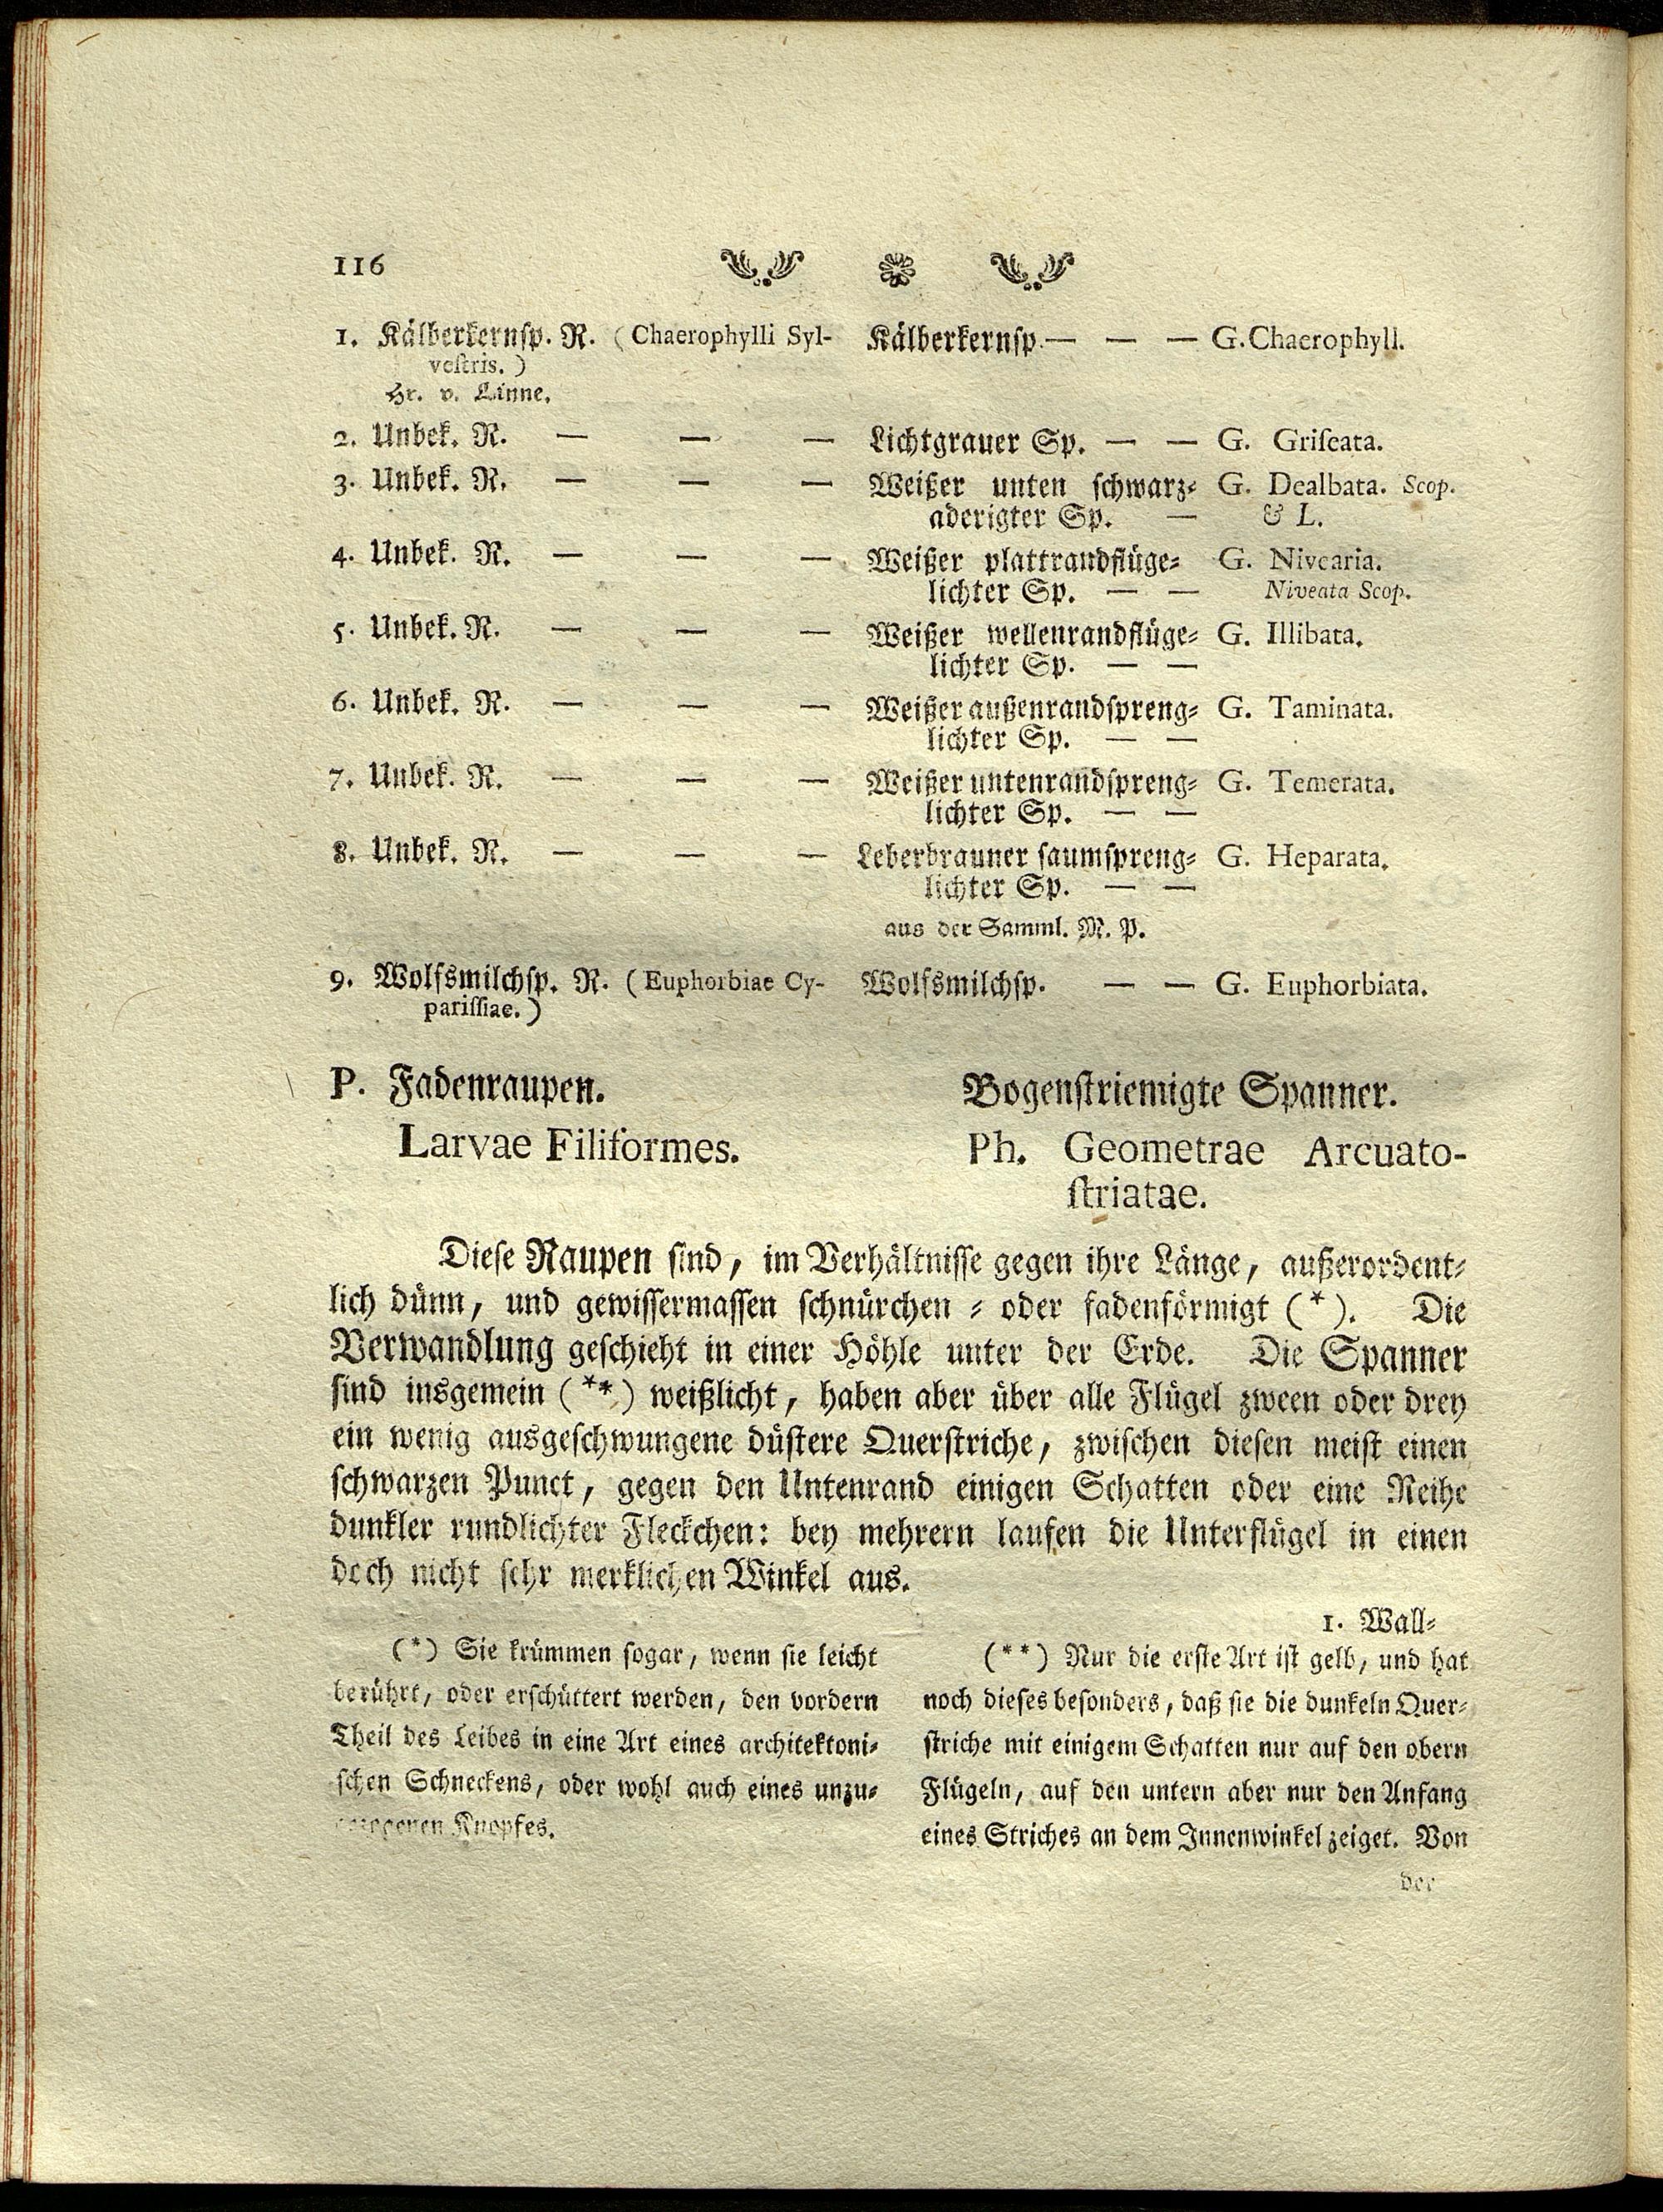 116
1. Kälberkernsp. R. (Chaerophylli Syl- Kälberkernsp. — — — G. Chaerophyll.
veſtris.)
Hr. v. Linne.
2. Unbek. R. — — — Lichtgrauer Sp. — — G. Griſeata.
3. Unbek. R. — — — Weißer unten ſchwarz⸗ G. Dealbata. Scop.
aderigter Sp. — & L.
4. Unbek. R. — — — Weißer plattrandflüge⸗ G. Nivearia.
lichter Sp. — — Niveata Scop.
5. Unbek. R. — — — Weißer wellenrandflüge⸗ G. Illibata.
lichter Sp. — —
6. Unbek. R. — — — Weißer außenrandſpreng⸗ G. Taminata.
lichter Sp. — —
7. Unbek. R. — — — Weißer untenrandſpreng⸗ G. Temerata.
lichter Sp. — —
8. Unbek. R. — — — Leberbrauner ſaumſpreng⸗ G. Heparata.
lichter Sp. — —
aus der Samml. M. P.
9. Wolfsmilchſp. R. (Euphorbiae Cy- Wolfsmilchſp. — — G. Euphorbiata.
pariſſiae.)
P. Fadenraupen. Bogenſtriemigte Spanner.
Larvae Filiformes. Ph. Geometrae Arcuato-
ſtriatae.
Dieſe Raupen ſind, im Verhältniſſe gegen ihre Länge, außerordent⸗
lich dünn, und gewiſſermaſſen ſchnürchen ⸗ oder fadenförmigt (*). Die
Verwandlung geſchieht in einer Höhle unter der Erde. Die Spanner
ſind insgemein (**) weißlicht, haben aber über alle Flügel zween oder drey
ein wenig ausgeſchwungene düſtere Querſtriche, zwiſchen dieſen meiſt einen
ſchwarzen Punct, gegen den Untenrand einigen Schatten oder eine Reihe
dunkler rundlichter Fleckchen: bey mehrern laufen die Unterflügel in einen
doch nicht ſehr merklichen Winkel aus.
1. Wall⸗
(*) Sie krümmen ſogar, wenn ſie leicht
berührt, oder erſchüttert werden, den vordern
Theil des Leibes in eine Art eines architektoni⸗
ſchen Schneckens, oder wohl auch eines unzu⸗
Knopfes.
(**) Nur die erſte Art iſt gelb, und hat
noch dieſes beſonders, daß ſie die dunkeln Quer⸗
ſtriche mit einigem Schatten nur auf den obern
Flügeln, auf den untern aber nur den Anfang
eines Striches an dem Innenwinkel zeiget. Von
der